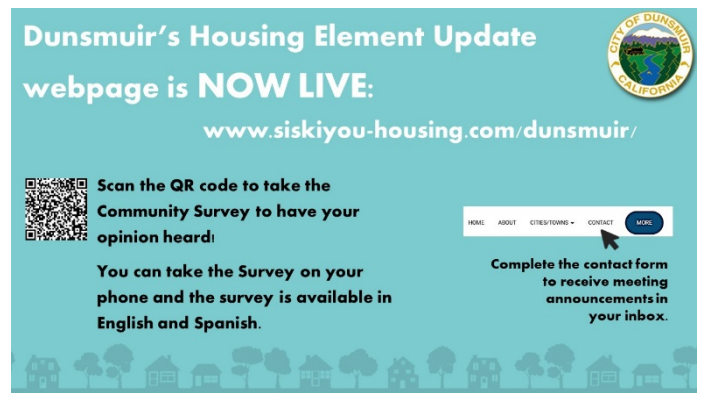 Dunsmuir's Housing Element Update
webpage is NOW LIVE:
www.siskiyou-housing.com/dunsmuir/
CITY OF DUNSMUIR
CALIFORNIA
Scan the QR code to take the
Community Survey to have your
opinion heard!
You can take the Survey on your
phone and the survey is available in
English and Spanish.
HOME ABOUT CITIES/TOWNS CONTACT MORE
Complete the contact form
to receive meeting
announcements in
your inbox.